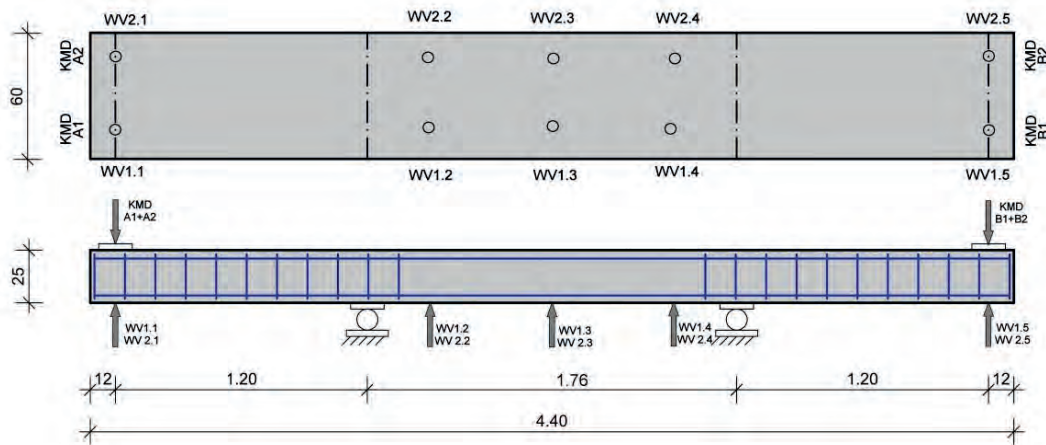 WV2.1 WV2.2 WV2.3 WV2.4 WV2.5
KMD
A2
KMD
B2
60
KMD
A1
KMD
B1
WV1.1 WV1.2 WV1.3 WV1.4 WV1.5
KMD
A1+A2
KMD
B1+B2
25
WV1.1
WV 2.1
WV1.2
WV 2.2
WV1.3
WV 2.3
WV1.4
WV 2.4
WV1.5
WV 2.5
12 1.20 1.76 1.20 12
4.40